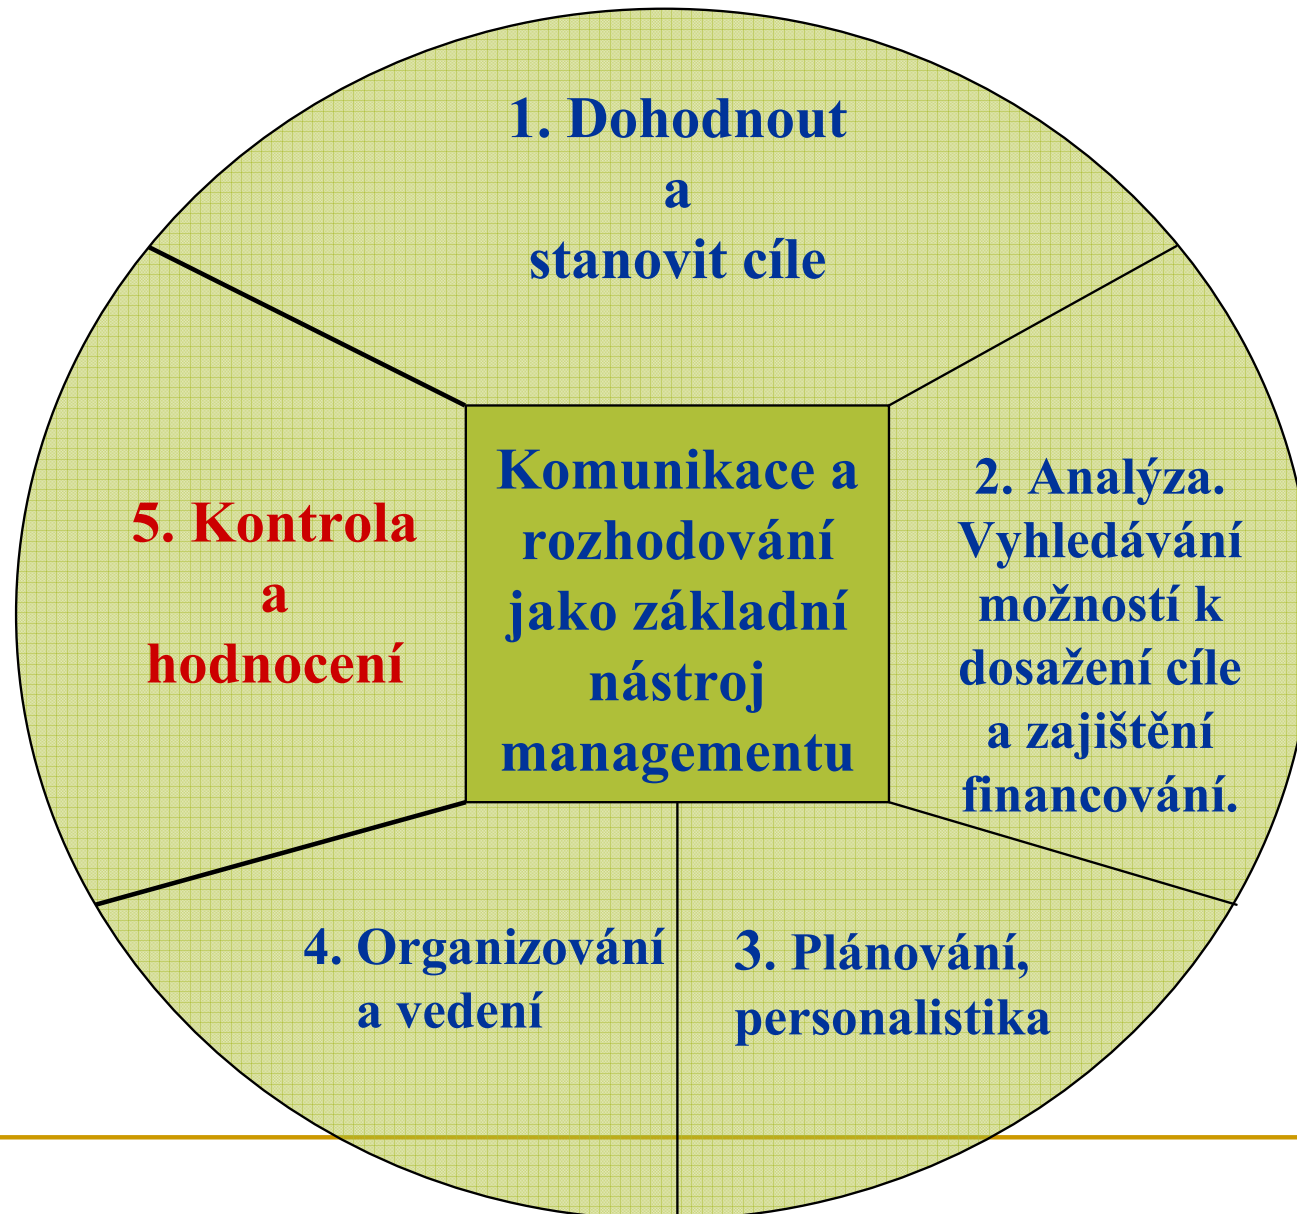 1. Dohodnout
a
stanovit cíle
Komunikace a
rozhodování
jako základní
nástroj
managementu
2. Analýza.
Vyhledávání
možností k
dosažení cíle
a zajištění
financování.
3. Plánování,
personalistika
4. Organizování
a vedení
5. Kontrola
a
hodnocení